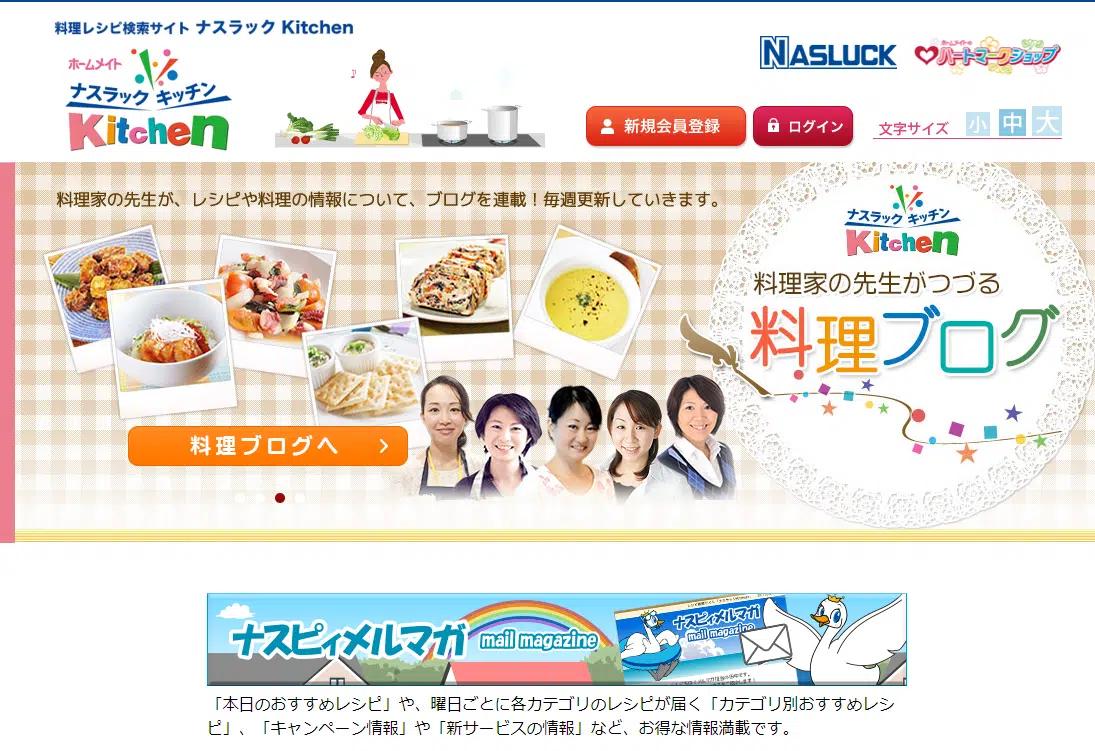 料理レシピ検索サイト ナスラック Kitchen
ホームメイト
ナスラック キッチン
Kitchen
NASLUCK
ホームメイトの
ハートマークショップ
新規会員登録
ログイン
文字サイズ 小 中 大
料理家の先生が、レシピや料理の情報について、ブログを連載！毎週更新していきます。
ナスラック キッチン
Kitchen
料理家の先生がつづる
料理ブログ
料理ブログへ
ナスピィメルマガ mail magazine
ナスピィメルマガ
mail magazine
「本日のおすすめレシピ」や、曜日ごとに各カテゴリのレシピが届く「カテゴリ別おすすめレシ
ピ」、「キャンペーン情報」や「新サービスの情報」など、お得な情報満載です。